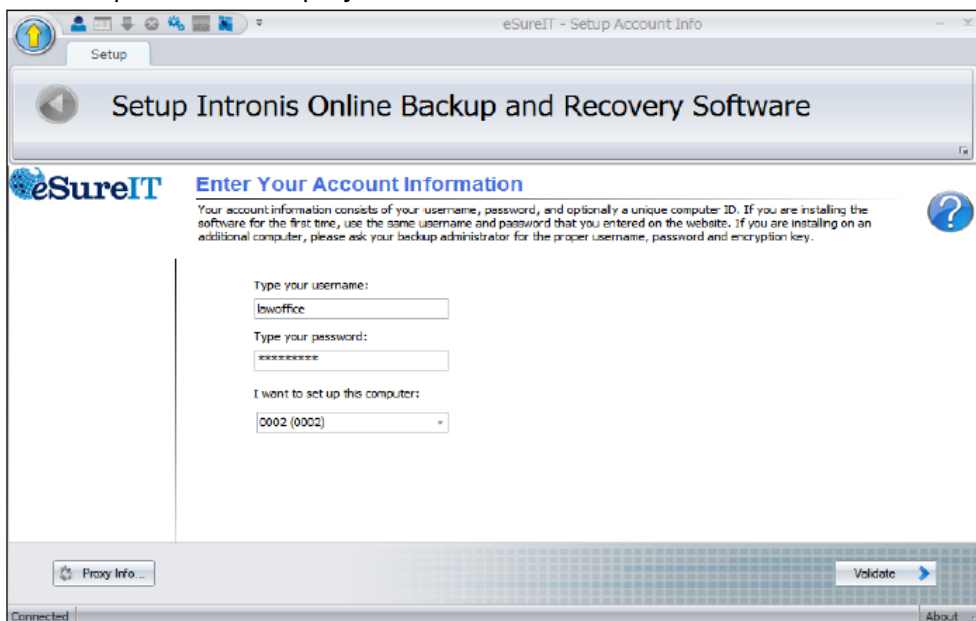 eSureIT - Setup Account Info
Setup
Setup Intronis Online Backup and Recovery Software
eSureIT
Enter Your Account Information
Your account information consists of your username, password, and optionally a unique computer ID. If you are instaling the
software for the first time, use the same username and password that you entered on the website. If you are installing on an
additional computer, please ask your backup administrator for the proper username, password and encryption key.
Type your username:
lawoffice
Type your password:
*********
I want to set up this computer:
0002 (0002)
Proxy Info...
Validate
Connected
About